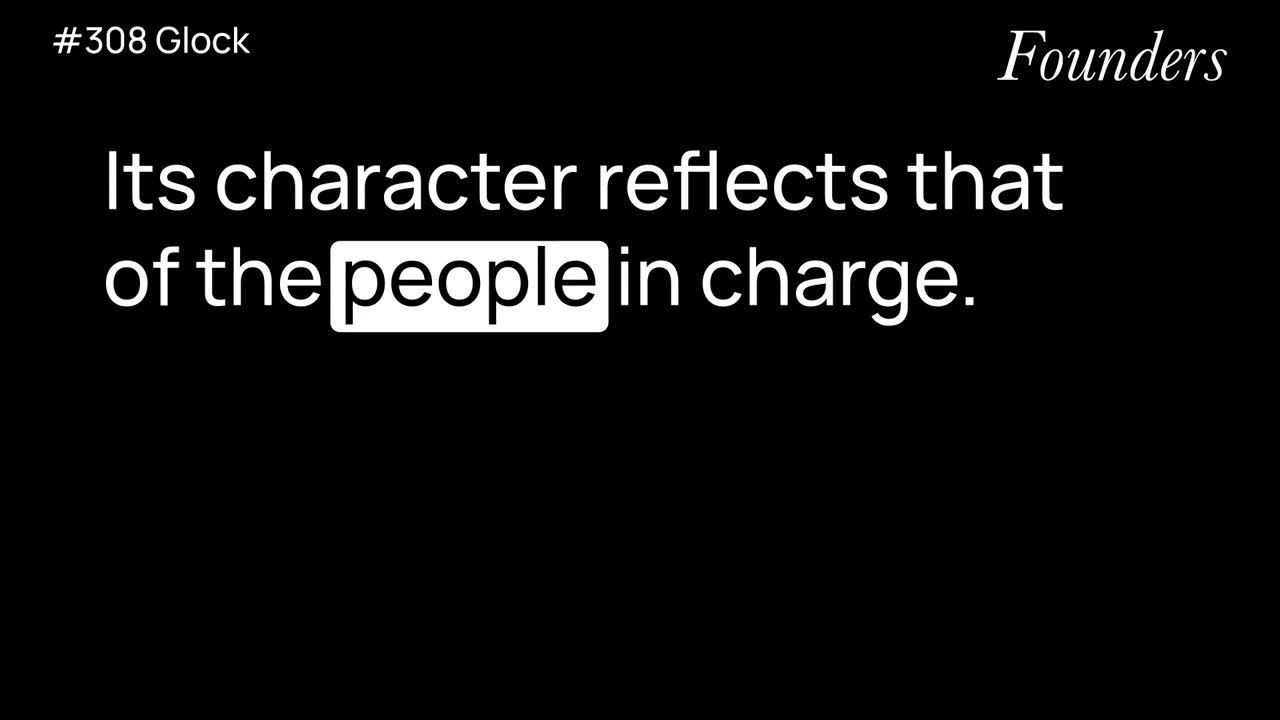 #308 Glock
Founders
Its character reflects that
of the people in charge.